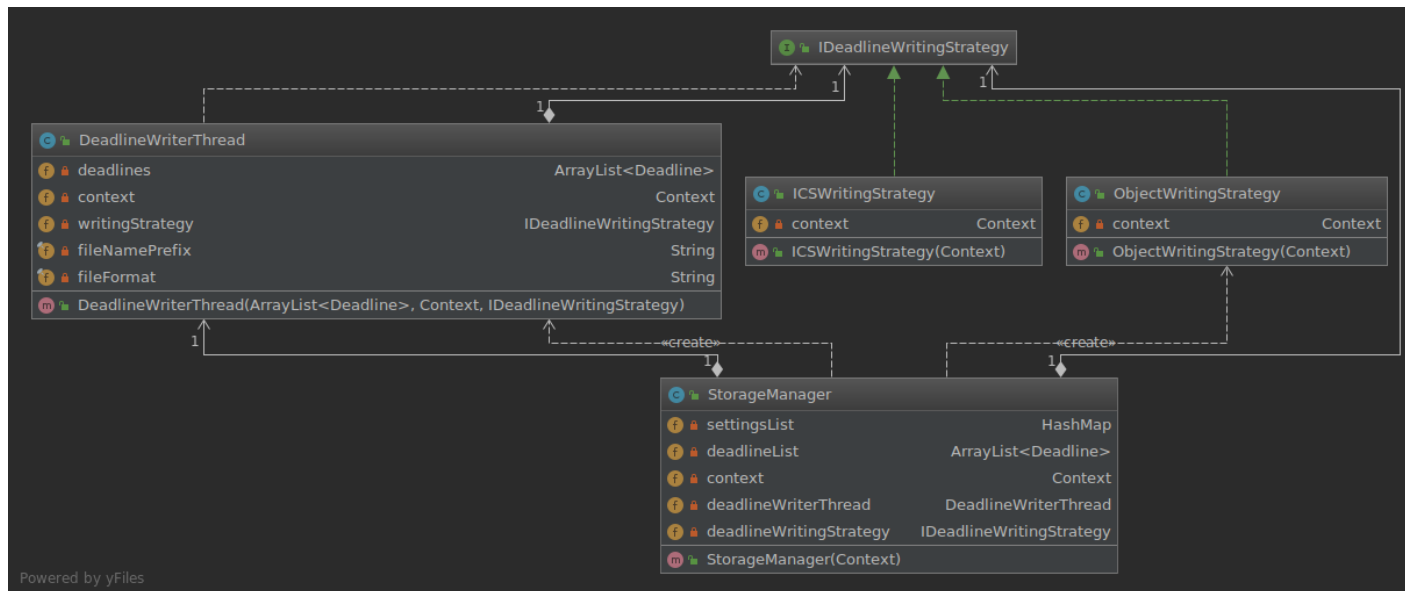 IDeadlineWritingStrategy
1
1
1
DeadlineWriterThread
deadlines ArrayList<Deadline>
context Context
writingStrategy IDeadlineWritingStrategy
fileNamePrefix String
fileFormat String
DeadlineWriterThread(ArrayList<Deadline>, Context, IDeadlineWritingStrategy)
ICSWritingStrategy
context Context
ICSWritingStrategy(Context)
ObjectWritingStrategy
context Context
ObjectWritingStrategy(Context)
1
«create»
«create»
1
1
StorageManager
settingsList HashMap
deadlineList ArrayList<Deadline>
context Context
deadlineWriterThread DeadlineWriterThread
deadlineWritingStrategy IDeadlineWritingStrategy
StorageManager(Context)
Powered by yFiles